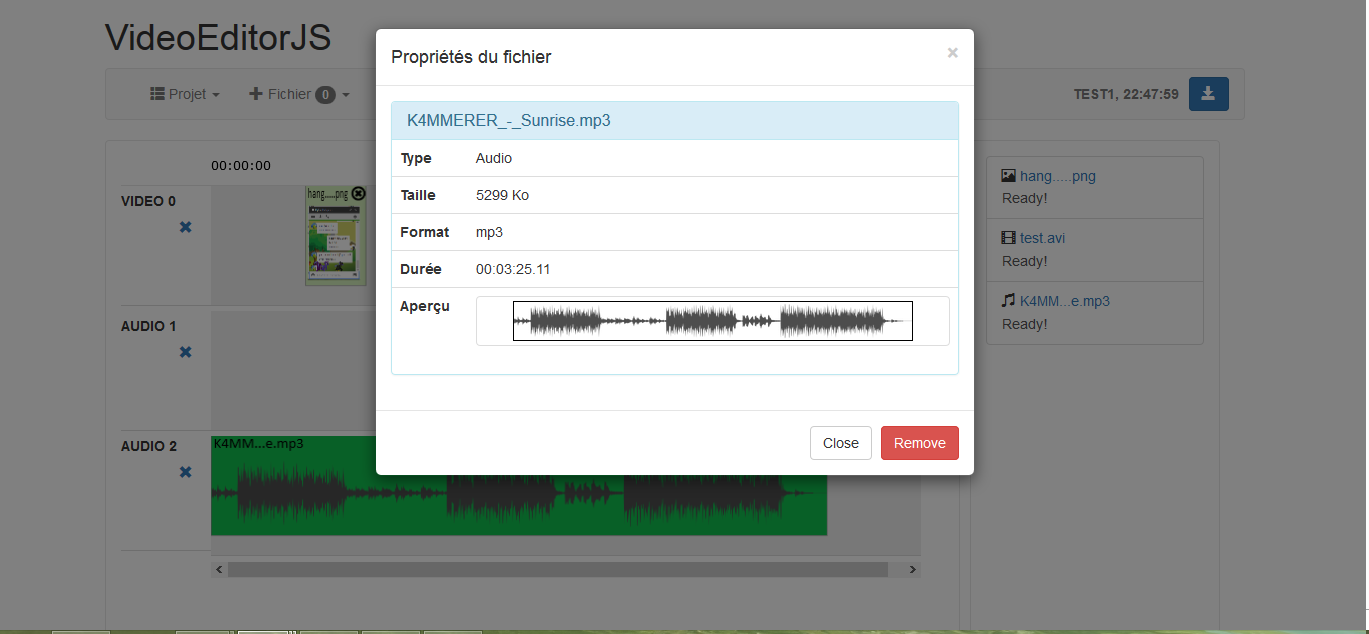 VideoEditorJS
Projet
Fichier 0
TEST1, 22:47:59
Propriétés du fichier
×
K4MMERER_-_Sunrise.mp3
Type Audio
Taille 5299 Ko
Format mp3
Durée 00:03:25.11
Aperçu
Close Remove
00:00:00
VIDEO 0
hang.....png
AUDIO 1
AUDIO 2
K4MM...e.mp3
hang.....png
Ready!
test.avi
Ready!
K4MM...e.mp3
Ready!